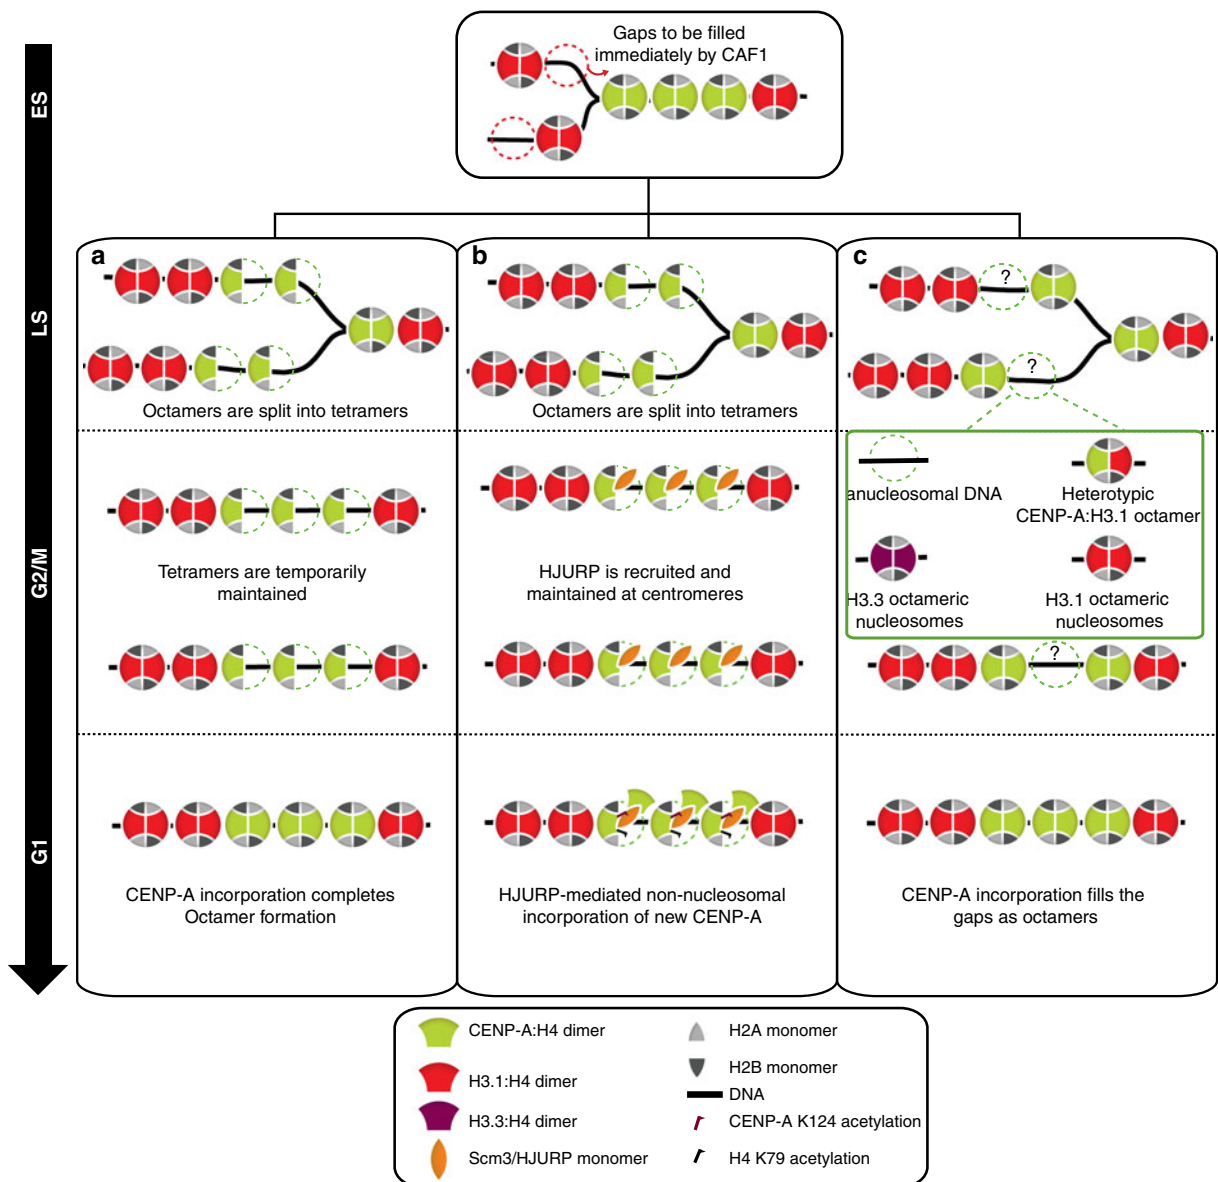 Gaps to be filled
immediately by CAF1
ES
LS
G2/M
G1
a
Octamers are split into tetramers
Tetramers are temporarily
maintained
CENP-A incorporation completes
Octamer formation
b
Octamers are split into tetramers
HJURP is recruited and
maintained at centromeres
HJURP-mediated non-nucleosomal
incorporation of new CENP-A
c
?
?
anucleosomal DNA
Heterotypic
CENP-A:H3.1 octamer
H3.3 octameric
nucleosomes
H3.1 octameric
nucleosomes
?
CENP-A incorporation fills the
gaps as octamers
CENP-A:H4 dimer
H3.1:H4 dimer
H3.3:H4 dimer
Scm3/HJURP monomer
H2A monomer
H2B monomer
DNA
CENP-A K124 acetylation
H4 K79 acetylation